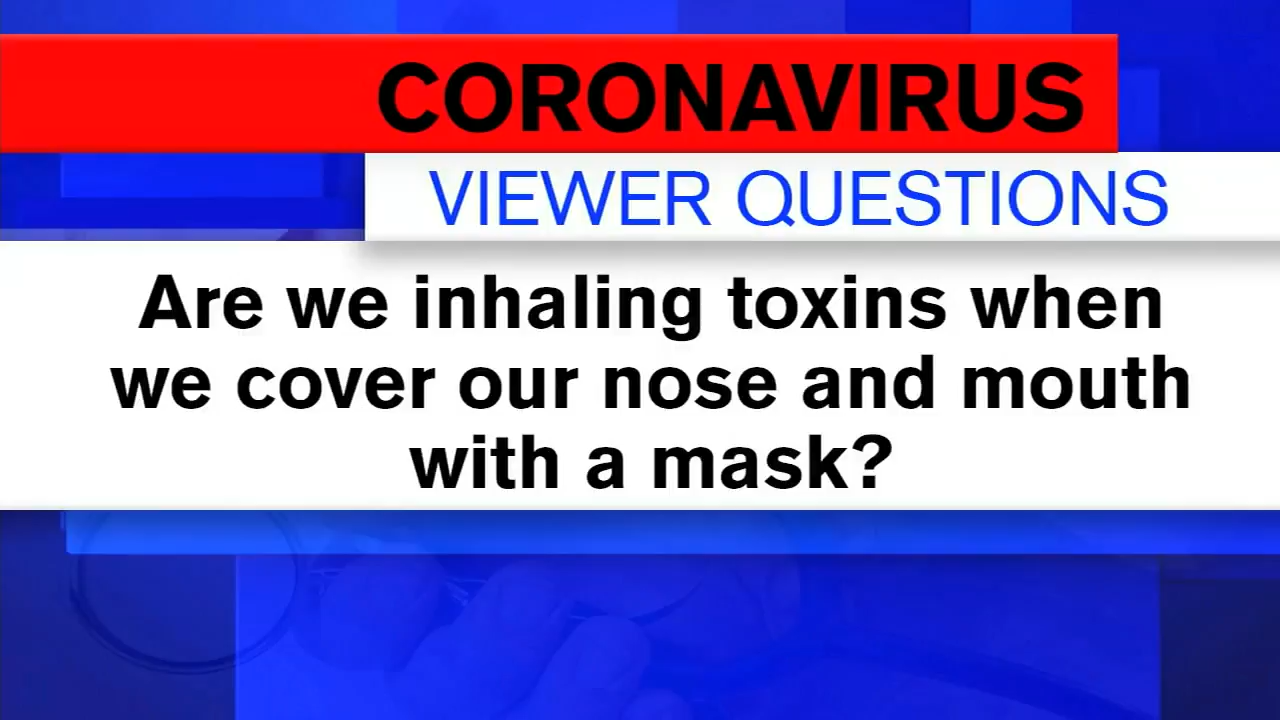 CORONAVIRUS
VIEWER QUESTIONS
Are we inhaling toxins when
we cover our nose and mouth
with a mask?